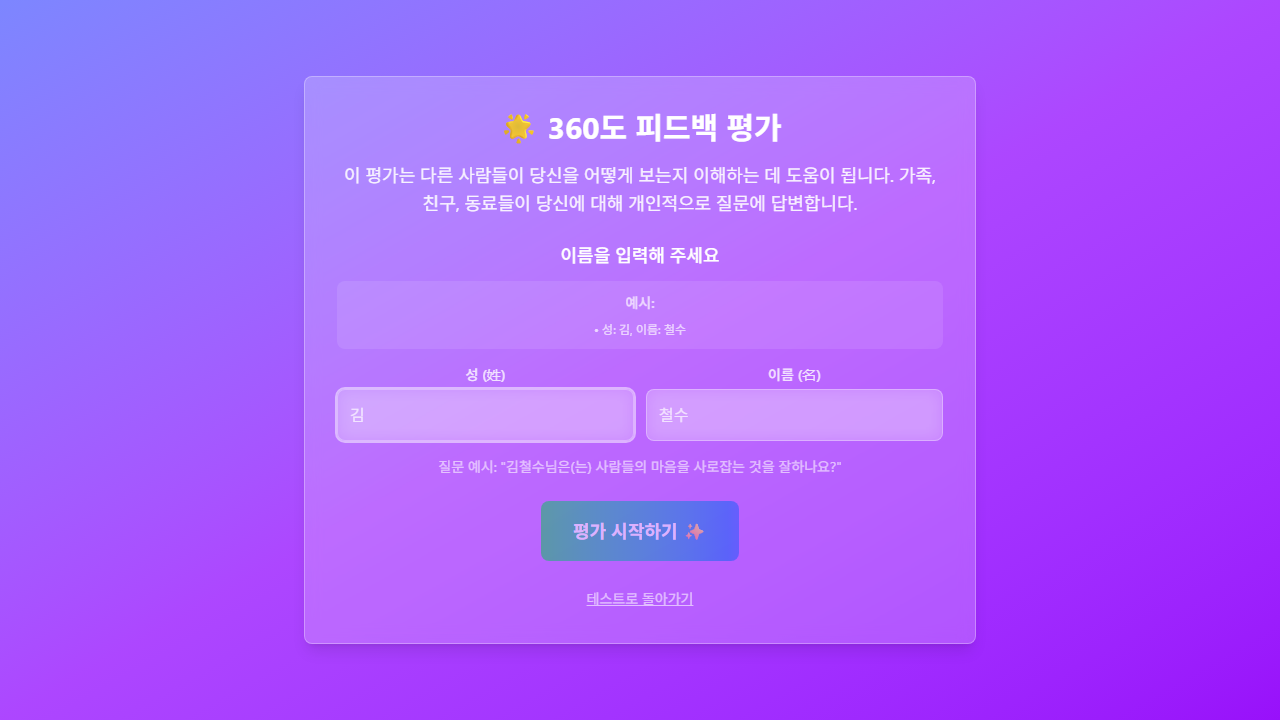 🌟 360도 피드백 평가
이 평가는 다른 사람들이 당신을 어떻게 보는지 이해하는 데 도움이 됩니다. 가족,
친구, 동료들이 당신에 대해 개인적으로 질문에 답변합니다.
이름을 입력해 주세요
예시:
• 성: 김, 이름: 철수
성 (姓)
이름 (名)
김
철수
질문 예시: "김철수님은(는) 사람들의 마음을 사로잡는 것을 잘하나요?"
평가 시작하기 ✨
테스트로 돌아가기